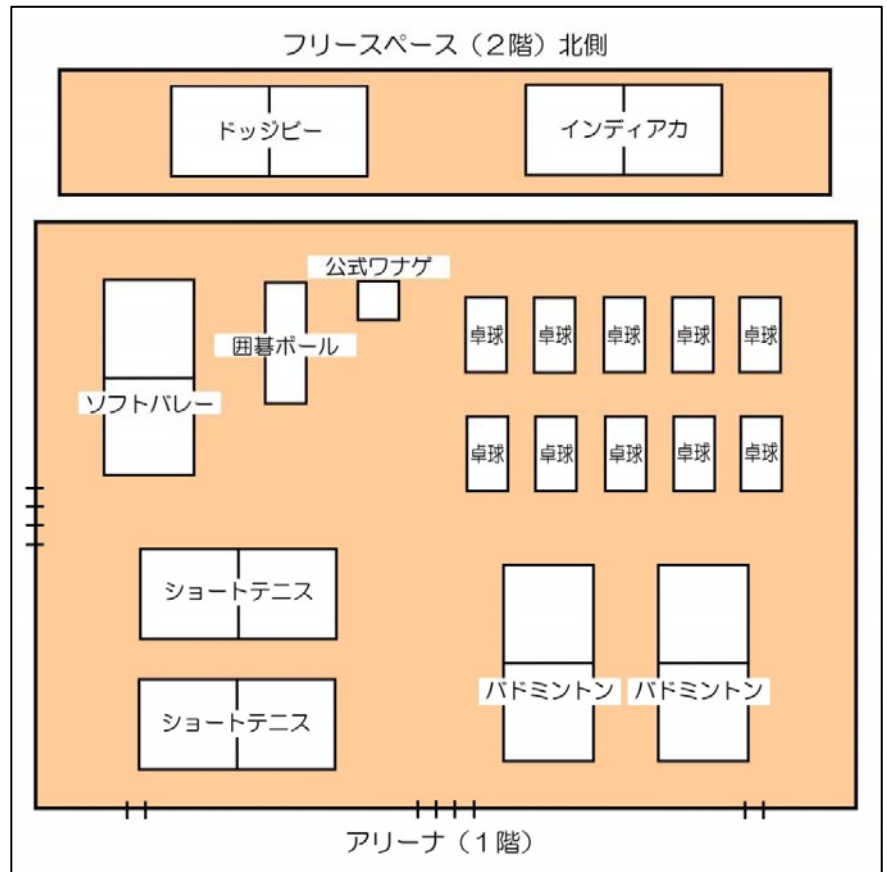 フリースペース（２階）北側
ドッジビー
インディアカ
公式ワナゲ
囲碁ボール
ソフトバレー
卓球 卓球 卓球 卓球 卓球
卓球 卓球 卓球 卓球 卓球
ショートテニス
ショートテニス
バドミントン バドミントン
アリーナ（１階）